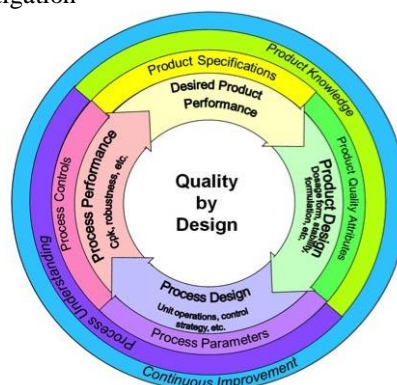 tigation
Product Knowledge
Product Specifications
Desired Product
Performance
Product Quality Attributes
Product Design
Dosage form, stability,
formulation, etc.
Process Controls
Process Performance
Cpk, robustness, etc.
Quality
by
Design
Process Design
Unit operations, control
strategy, etc.
Process Parameters
Process Understanding
Continuous Improvement